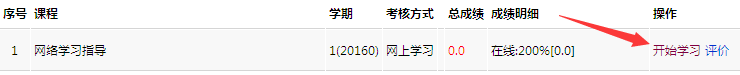 序号 课程 学期 考核方式 总成绩 成绩明细 操作
1 网络学习指导 1(20160) 网上学习 0.0 在线:200%[0.0] 开始学习 评价